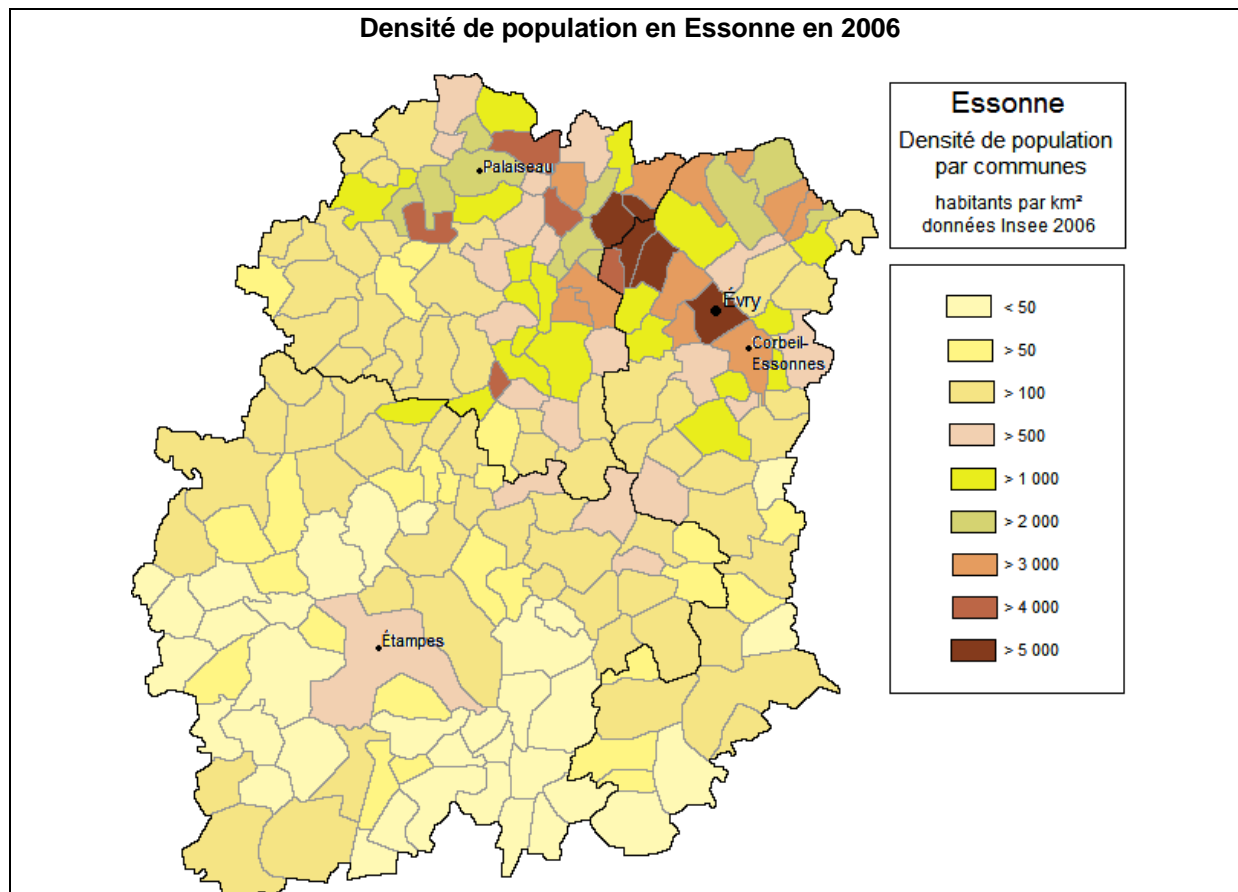 Densité de population en Essonne en 2006
Essonne
Densité de population
par communes
habitants par km²
données Insee 2006
Palaiseau
Évry
Corbeil-
Essonnes
Étampes
< 50
> 50
> 100
> 500
> 1 000
> 2 000
> 3 000
> 4 000
> 5 000